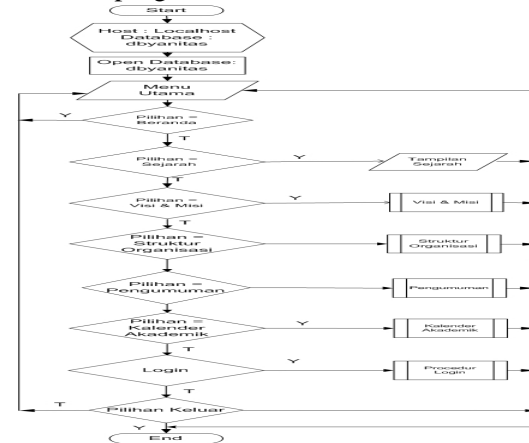 Start
Host : Localhost
Database :
dbyanitas
Open Database:
dbyanitas
Menu
Utama
Y
Pilihan =
Beranda
T
Pilihan =
Sejarah
Y
Tampilan
Sejarah
T
Pilihan =
Visi & Misi
Y
Visi & Misi
T
Pilihan =
Struktur
Organisasi
Struktur
Organisasi
Pilihan =
Pengumuman
Pengumuman
Pilihan =
Kalender
Akademik
Y
Kalender
Akademik
T
Login
Y
Procedur
Login
T
T
Pilihan Keluar
Y
End